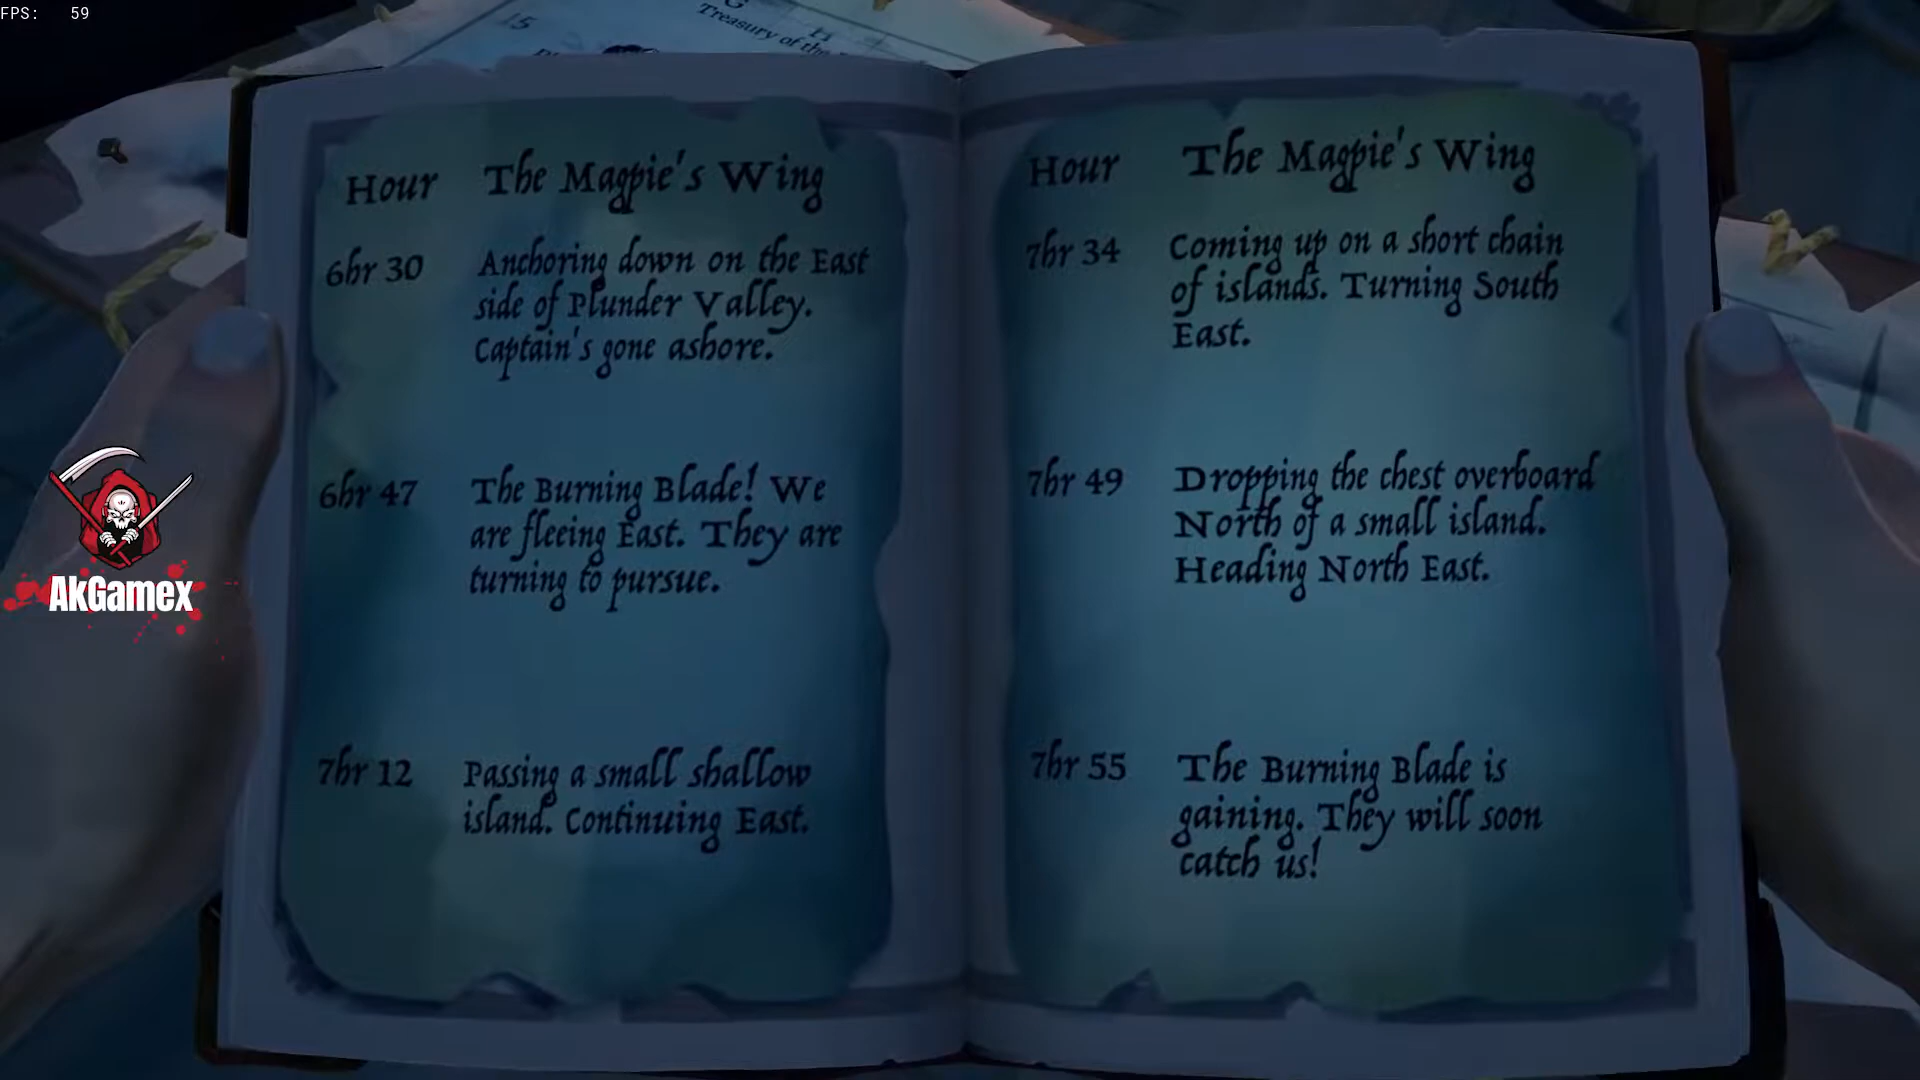 FPS: 59
15
G
H
Treasury of the
Hour The Magpie's Wing
6hr 30 Anchoring down on the East
side of Plunder Valley.
Captain's gone ashore.
6hr 47 The Burning Blade! We
are fleeing East. They are
turning to pursue.
7hr 12 Passing a small shallow
island. Continuing East.
Hour The Magpie's Wing
7hr 34 Coming up on a short chain
of islands. Turning South
East.
7hr 49 Dropping the chest overboard
North of a small island.
Heading North East.
7hr 55 The Burning Blade is
gaining. They will soon
catch us!
AkGamex